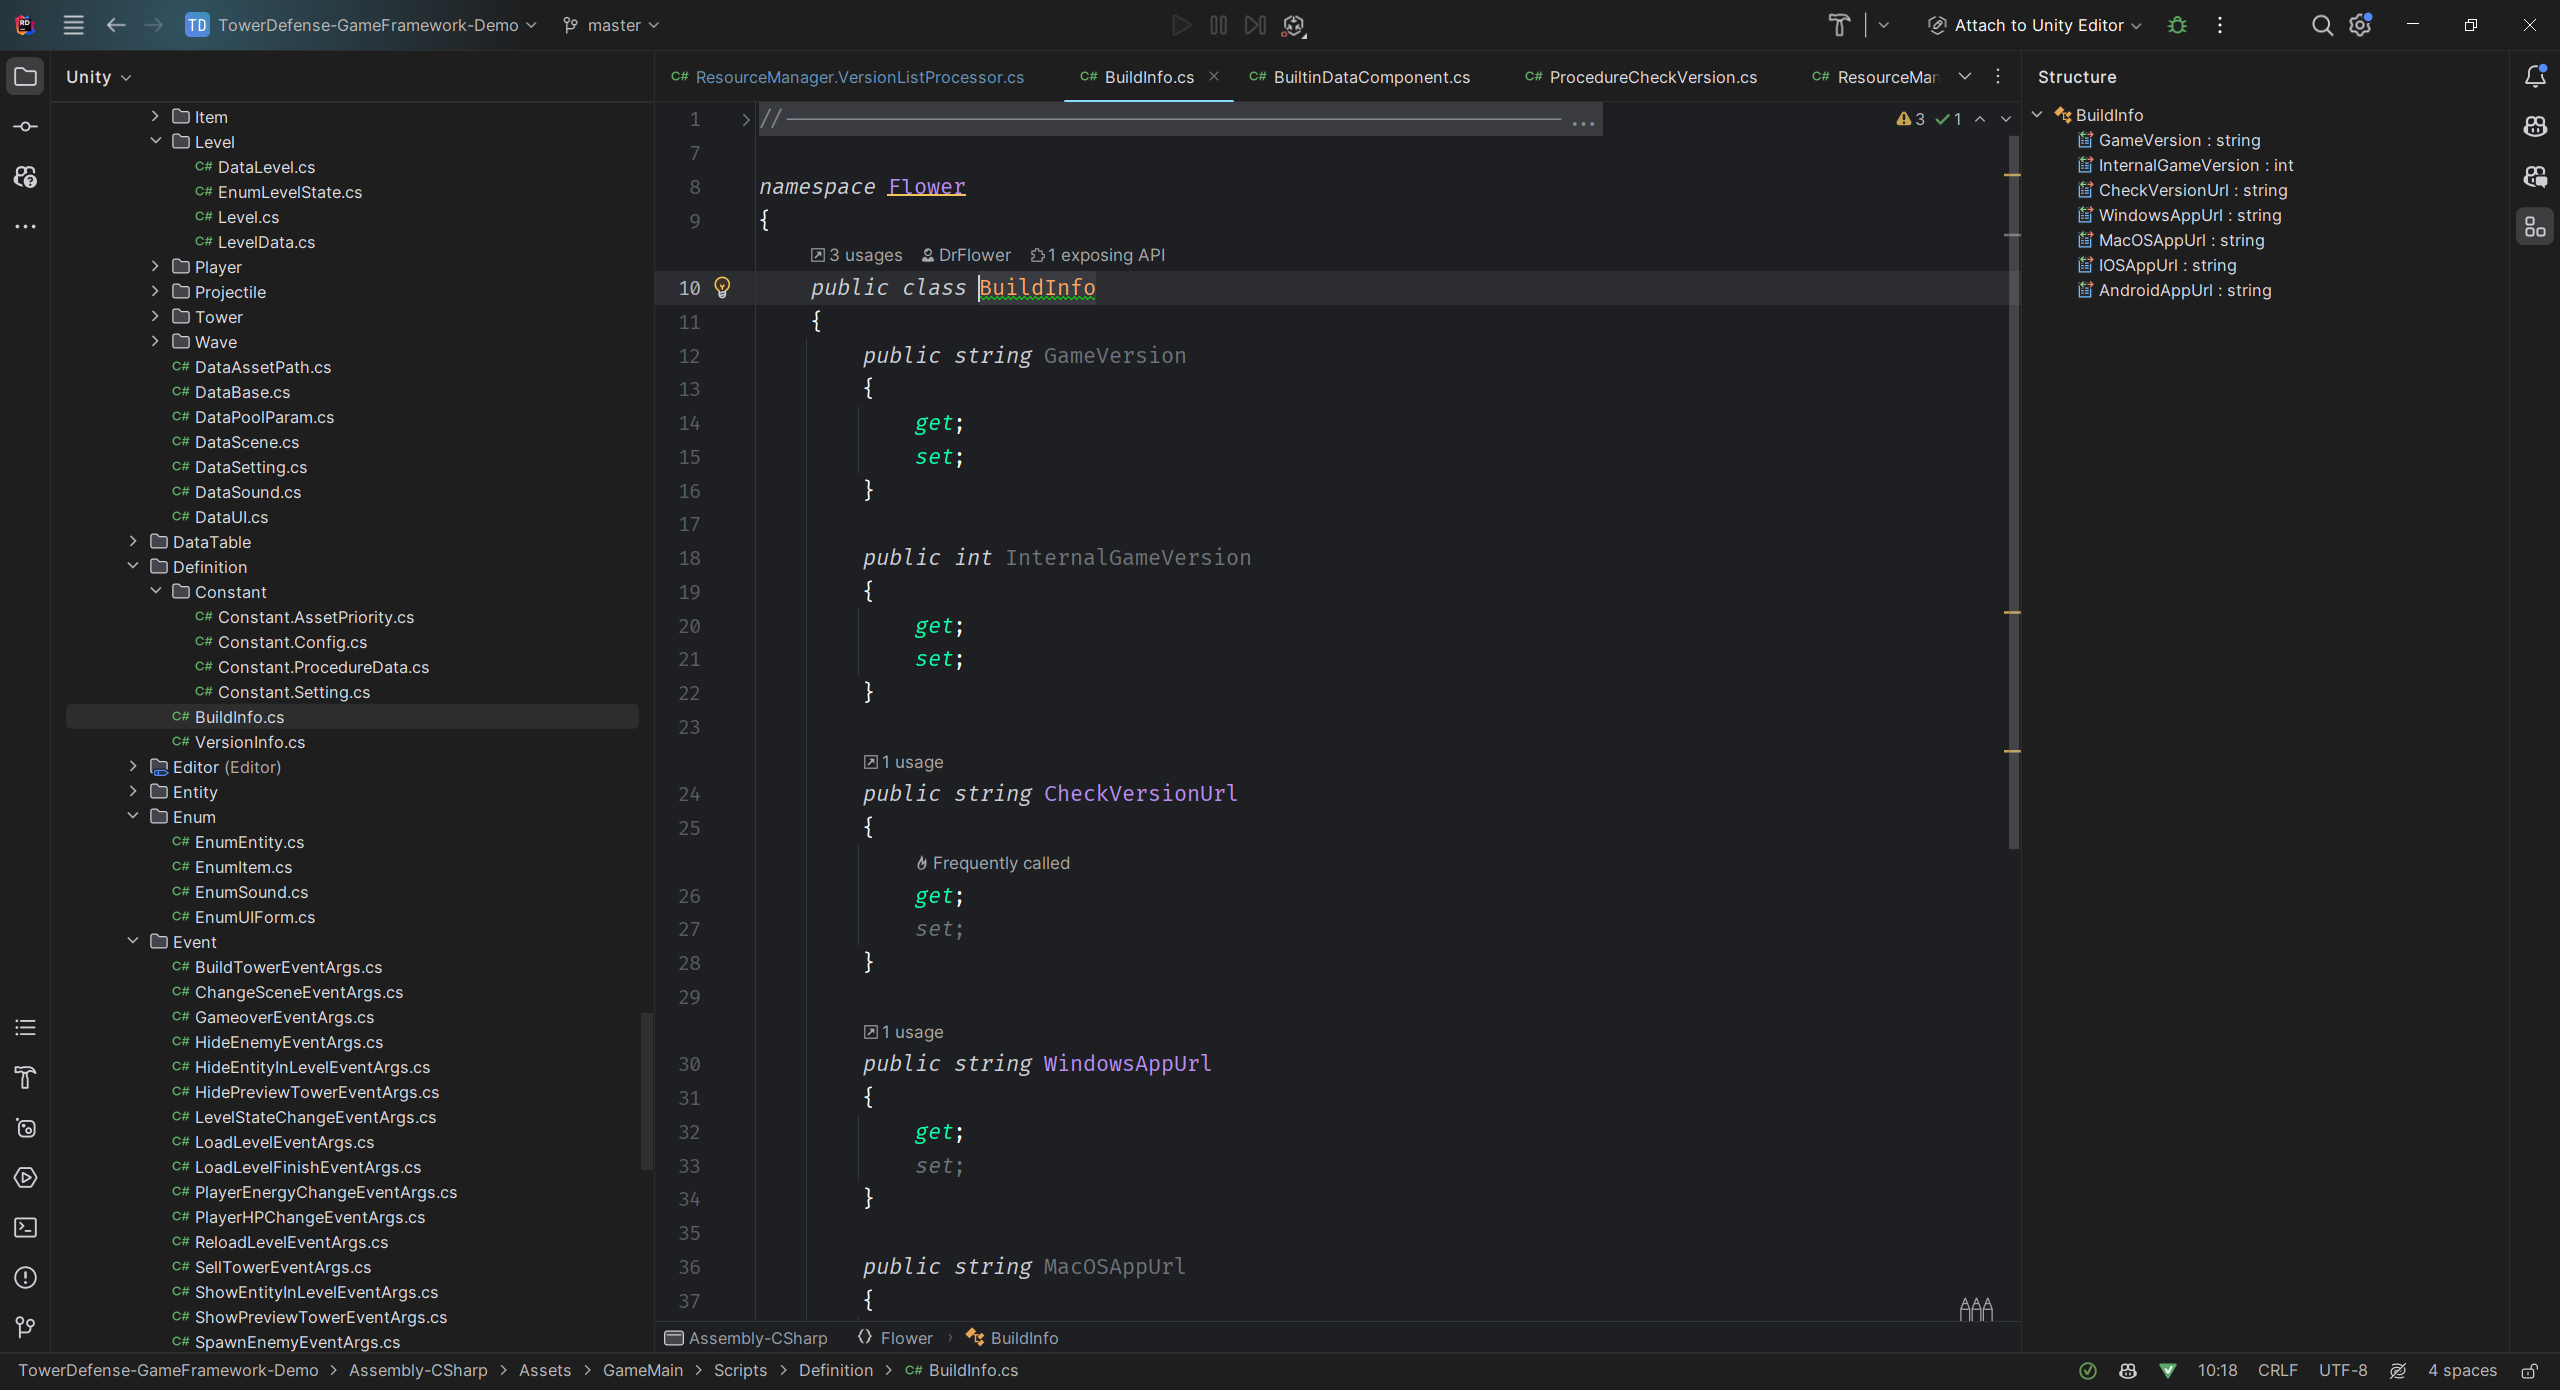 TD TowerDefense-GameFramework-Demo master Attach to Unity Editor
Unity
Item
Level
C# DataLevel.cs
C# EnumLevelState.cs
C# Level.cs
C# LevelData.cs
Player
Projectile
Tower
Wave
C# DataAssetPath.cs
C# DataBase.cs
C# DataPoolParam.cs
C# DataScene.cs
C# DataSetting.cs
C# DataSound.cs
C# DataUI.cs
DataTable
Definition
Constant
C# Constant.AssetPriority.cs
C# Constant.Config.cs
C# Constant.ProcedureData.cs
C# Constant.Setting.cs
C# BuildInfo.cs
C# VersionInfo.cs
Editor (Editor)
Entity
Enum
C# EnumEntity.cs
C# EnumItem.cs
C# EnumSound.cs
C# EnumUIForm.cs
Event
C# BuildTowerEventArgs.cs
C# ChangeSceneEventArgs.cs
C# GameoverEventArgs.cs
C# HideEnemyEventArgs.cs
C# HideEntityInLevelEventArgs.cs
C# HidePreviewTowerEventArgs.cs
C# LevelStateChangeEventArgs.cs
C# LoadLevelEventArgs.cs
C# LoadLevelFinishEventArgs.cs
C# PlayerEnergyChangeEventArgs.cs
C# PlayerHPChangeEventArgs.cs
C# ReloadLevelEventArgs.cs
C# SellTowerEventArgs.cs
C# ShowEntityInLevelEventArgs.cs
C# ShowPreviewTowerEventArgs.cs
C# SpawnEnemyEventArgs.cs
C# ResourceManager.VersionListProcessor.cs C# BuildInfo.cs C# BuiltinDataComponent.cs C# ProcedureCheckVersion.cs C# ResourceMar
1 // ...
3 1
7
8 namespace Flower
9 {
3 usages DrFlower 1 exposing API
10 public class BuildInfo
11 {
12 public string GameVersion
13 {
14 get;
15 set;
16 }
17
18 public int InternalGameVersion
19 {
20 get;
21 set;
22 }
23
1 usage
24 public string CheckVersionUrl
25 {
Frequently called
26 get;
27 set;
28 }
29
1 usage
30 public string WindowsAppUrl
31 {
32 get;
33 set;
34 }
35
36 public string MacOSAppUrl
37 {
Assembly-CSharp Flower BuildInfo
Structure
BuildInfo
GameVersion : string
InternalGameVersion : int
CheckVersionUrl : string
WindowsAppUrl : string
MacOSAppUrl : string
IOSAppUrl : string
AndroidAppUrl : string
TowerDefense-GameFramework-Demo > Assembly-CSharp > Assets > GameMain > Scripts > Definition > C# BuildInfo.cs
10:18 CRLF UTF-8 4 spaces